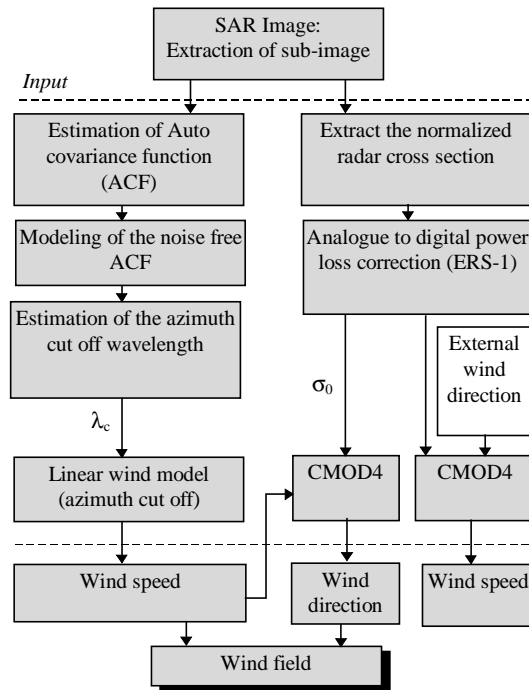 SAR Image:
Extraction of sub-image
Input
Estimation of Auto
covariance function
(ACF)
Extract the normalized
radar cross section
Modeling of the noise free
ACF
Analogue to digital power
loss correction (ERS-1)
Estimation of the azimuth
cut off wavelength
External
wind
direction
σ0
λc
Linear wind model
(azimuth cut off)
CMOD4
CMOD4
Wind speed
Wind
direction
Wind speed
Wind field